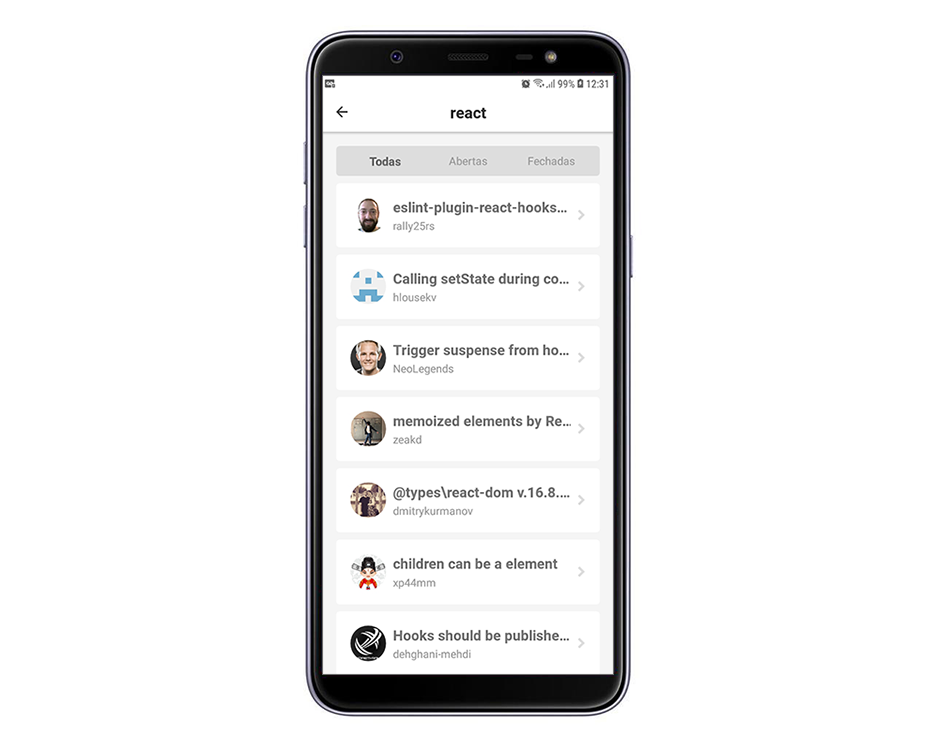 99% 12:31
react
Todas Abertas Fechadas
eslint-plugin-react-hooks...
rally25rs
Calling setState during co...
hlousekv
Trigger suspense from ho...
NeoLegends
memoized elements by Re...
zeakd
@types\react-dom v.16.8....
dmitrykurmanov
children can be a element
xp44mm
Hooks should be publishe...
dehghani-mehdi